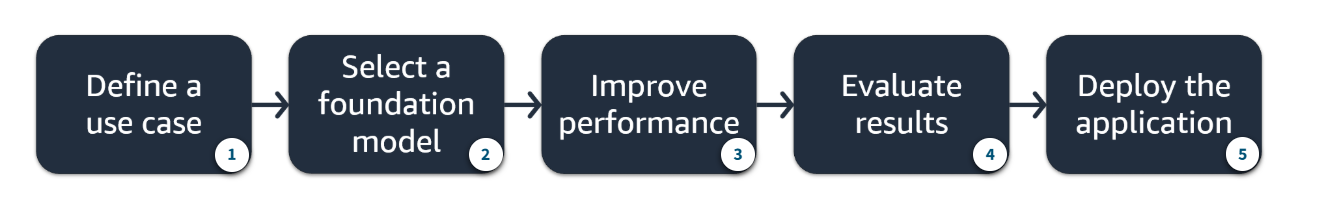 Define a
use case
1
Select a
foundation
model
2
Improve
performance
3
Evaluate
results
4
Deploy the
application
5